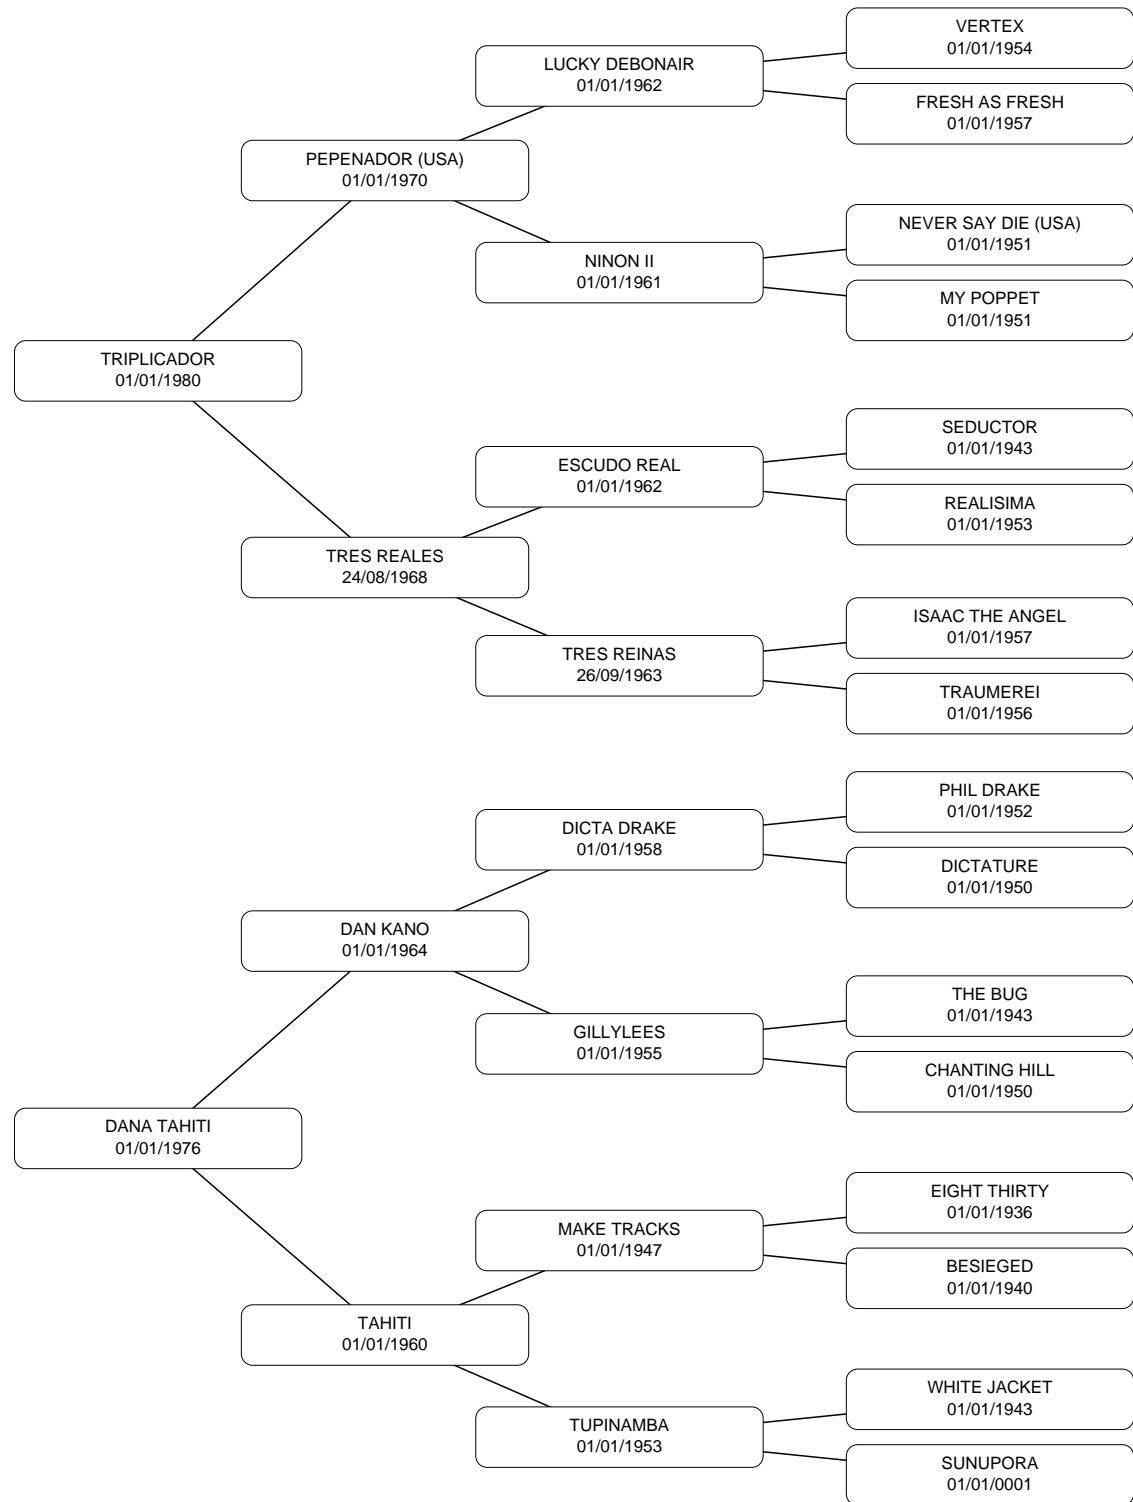 VERTEX
01/01/1954
LUCKY DEBONAIR
01/01/1962
FRESH AS FRESH
01/01/1957
PEPENADOR (USA)
01/01/1970
NEVER SAY DIE (USA)
01/01/1951
NINON II
01/01/1961
MY POPPET
01/01/1951
TRIPLICADOR
01/01/1980
SEDUCTOR
01/01/1943
ESCUDO REAL
01/01/1962
REALISIMA
01/01/1953
TRES REALES
24/08/1968
ISAAC THE ANGEL
01/01/1957
TRES REINAS
26/09/1963
TRAUMEREI
01/01/1956
PHIL DRAKE
01/01/1952
DICTA DRAKE
01/01/1958
DICTATURE
01/01/1950
DAN KANO
01/01/1964
THE BUG
01/01/1943
GILLYLEES
01/01/1955
CHANTING HILL
01/01/1950
DANA TAHITI
01/01/1976
EIGHT THIRTY
01/01/1936
MAKE TRACKS
01/01/1947
BESIEGED
01/01/1940
TAHITI
01/01/1960
WHITE JACKET
01/01/1943
TUPINAMBA
01/01/1953
SUNUPORA
01/01/0001